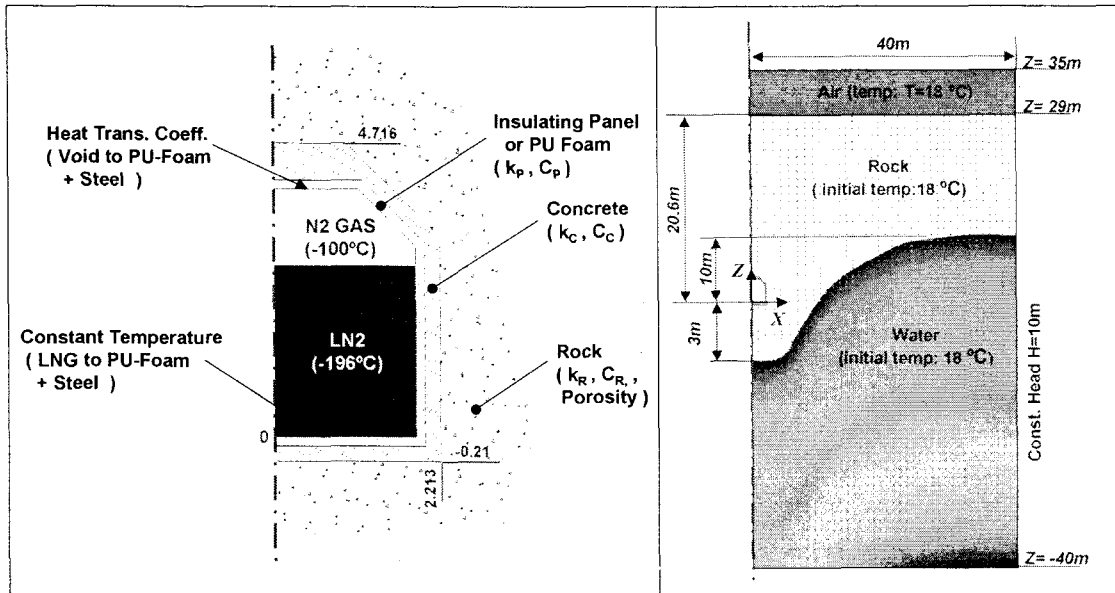 Heat Trans. Coeff.
( Void to PU-Foam
+ Steel )
4.716
Insulating Panel
or PU Foam
( kP , CP )
N2 GAS
(-100°C)
Concrete
( kC , CC )
Constant Temperature
( LNG to PU-Foam
+ Steel )
LN2
(-196°C)
Rock
( kR , CR, ,
Porosity )
0
-0.21
2.213
40m
Z= 35m
Air (temp: T=18 °C)
Z= 29m
20.6m
Rock
( initial temp:18 °C)
10m
Z
X
3m
Water
(initial temp: 18 °C)
Const. Head H=10m
Z= -40m